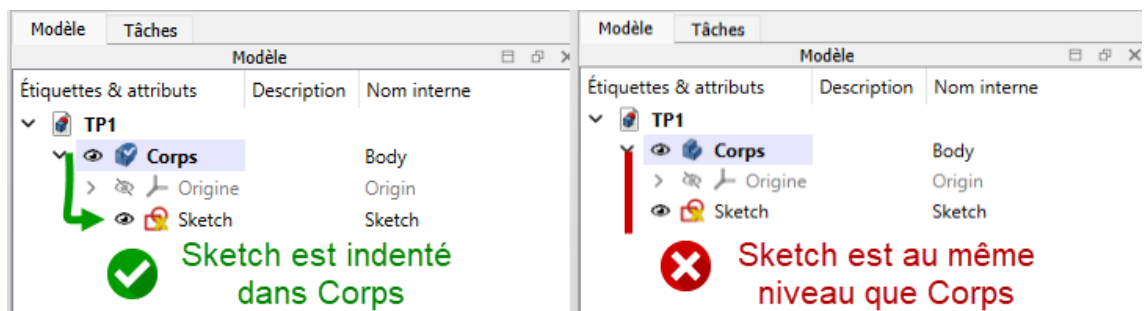 Modèle Tâches
Modèle
Étiquettes & attributs Description Nom interne
TP1
Corps Body
Origine Origin
Sketch Sketch
Sketch est indenté
dans Corps
Modèle Tâches
Modèle
Étiquettes & attributs Description Nom interne
TP1
Corps Body
Origine Origin
Sketch Sketch
Sketch est au même
niveau que Corps